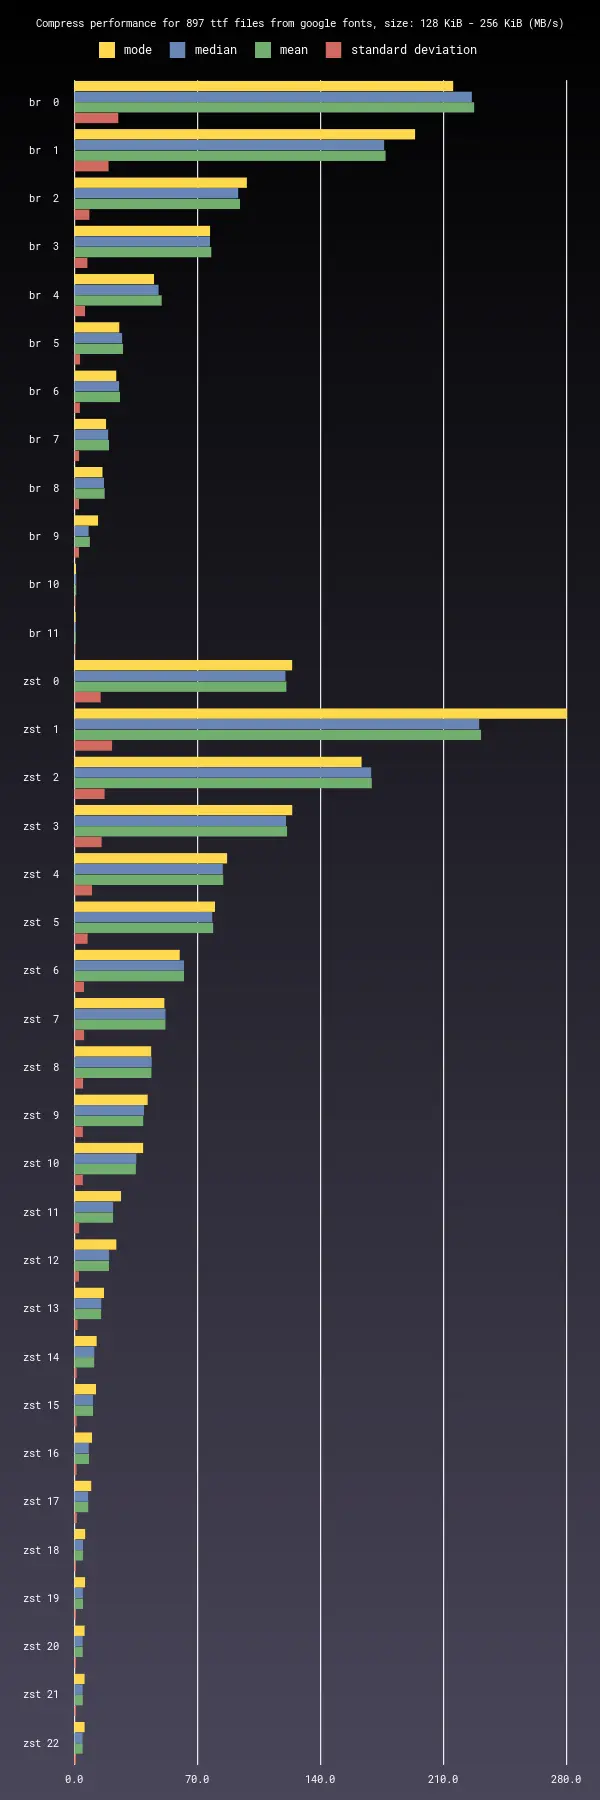 Compress performance for 897 ttf files from google fonts, size: 128 KiB - 256 KiB (MB/s)
mode median mean standard deviation
br 0
br 1
br 2
br 3
br 4
br 5
br 6
br 7
br 8
br 9
br 10
br 11
zst 0
zst 1
zst 2
zst 3
zst 4
zst 5
zst 6
zst 7
zst 8
zst 9
zst 10
zst 11
zst 12
zst 13
zst 14
zst 15
zst 16
zst 17
zst 18
zst 19
zst 20
zst 21
zst 22
0.0 70.0 140.0 210.0 280.0